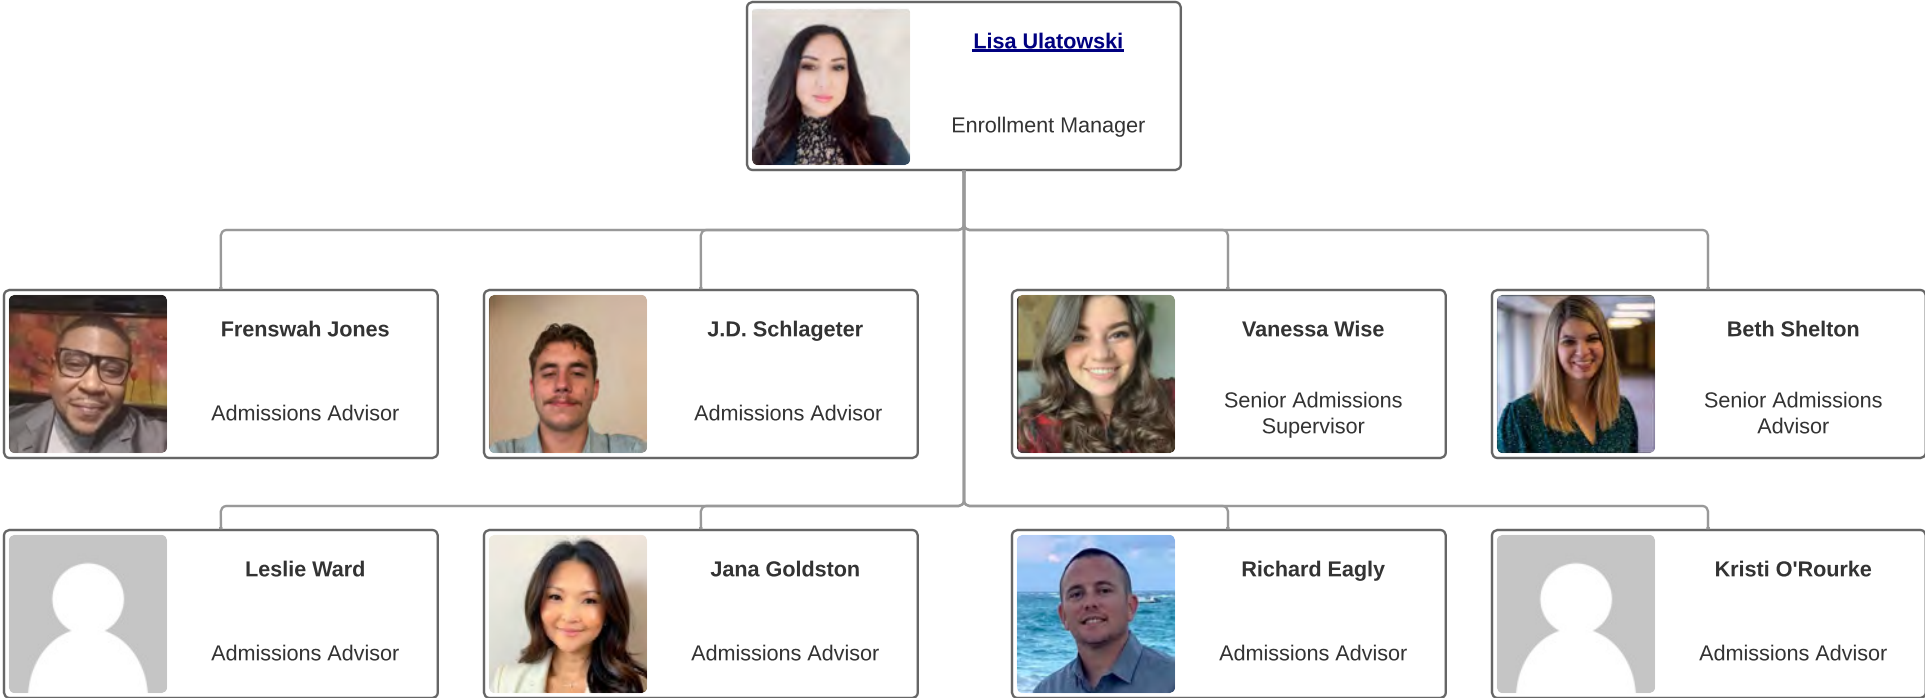 Lisa Ulatowski
Enrollment Manager
Frenswah Jones
Admissions Advisor
J.D. Schlageter
Admissions Advisor
Vanessa Wise
Senior Admissions
Supervisor
Beth Shelton
Senior Admissions
Advisor
Leslie Ward
Admissions Advisor
Jana Goldston
Admissions Advisor
Richard Eagly
Admissions Advisor
Kristi O'Rourke
Admissions Advisor